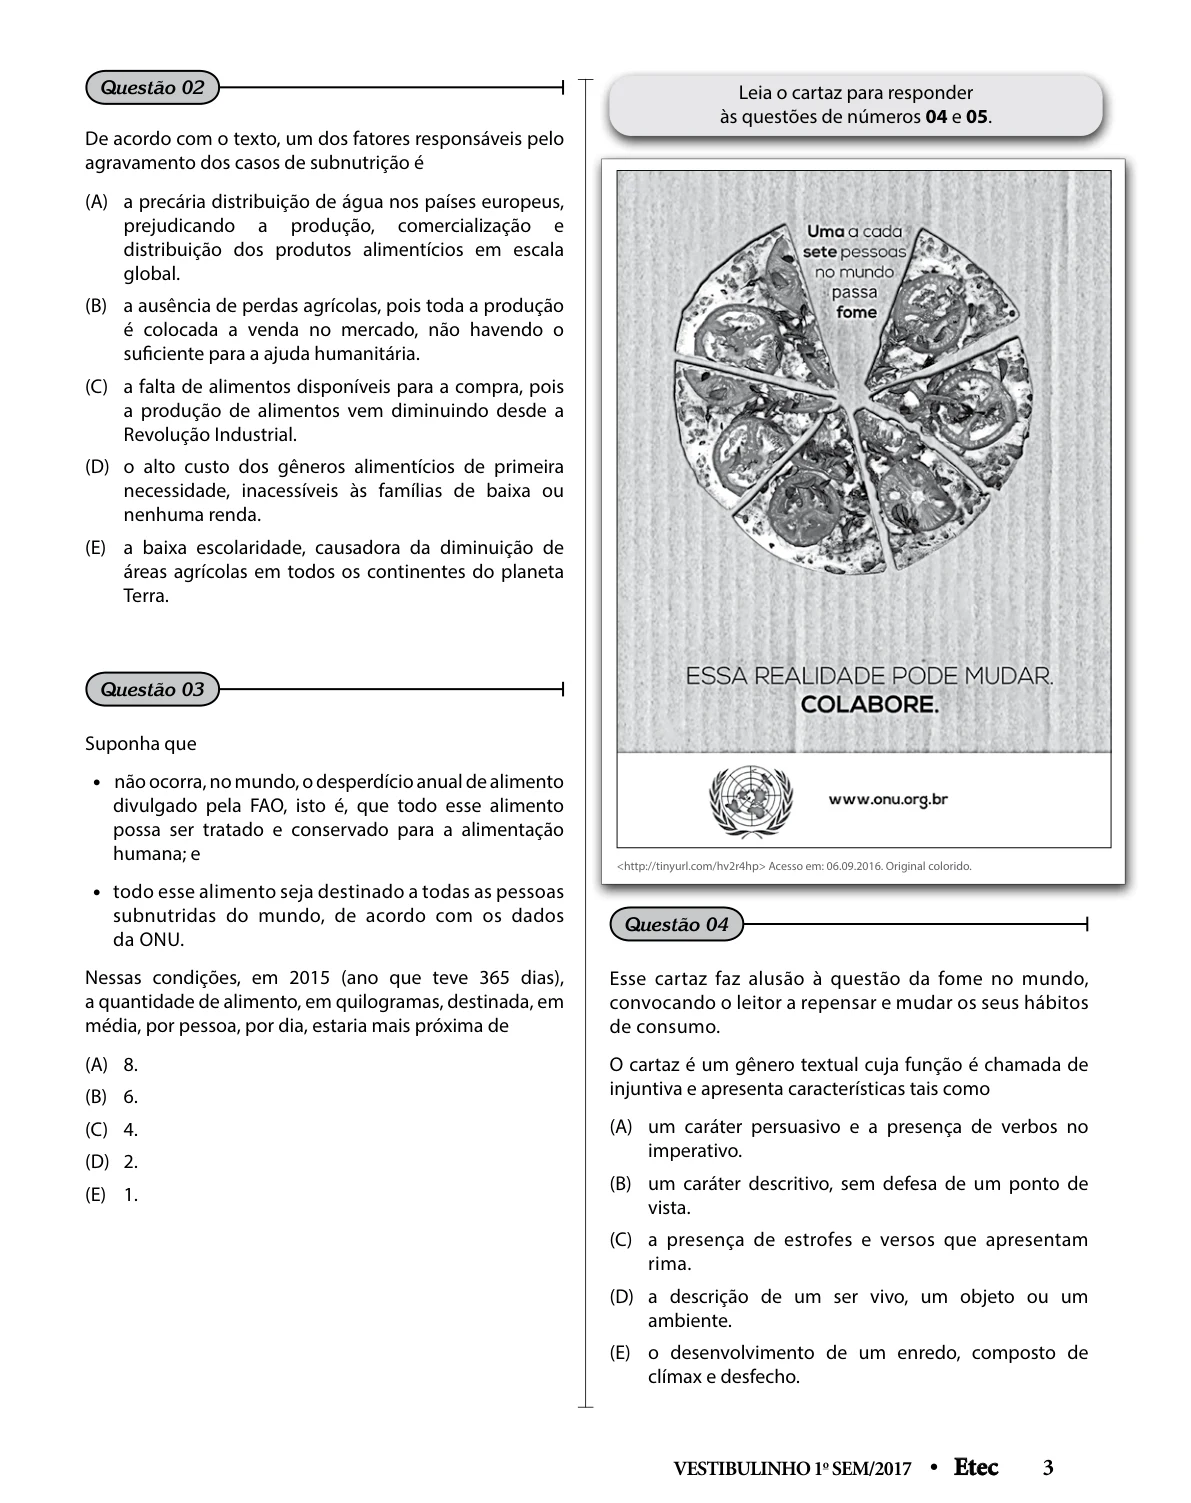 Questão 02
De acordo com o texto, um dos fatores responsáveis pelo
agravamento dos casos de subnutrição é
(A) a precária distribuição de água nos países europeus,
prejudicando a produção, comercialização e
distribuição dos produtos alimentícios em escala
global.
(B) a ausência de perdas agrícolas, pois toda a produção
é colocada a venda no mercado, não havendo o
suficiente para a ajuda humanitária.
(C) a falta de alimentos disponíveis para a compra, pois
a produção de alimentos vem diminuindo desde a
Revolução Industrial.
(D) o alto custo dos gêneros alimentícios de primeira
necessidade, inacessíveis às famílias de baixa ou
nenhuma renda.
(E) a baixa escolaridade, causadora da diminuição de
áreas agrícolas em todos os continentes do planeta
Terra.
Questão 03
Suponha que
• não ocorra, no mundo, o desperdício anual de alimento
divulgado pela FAO, isto é, que todo esse alimento
possa ser tratado e conservado para a alimentação
humana; e
• todo esse alimento seja destinado a todas as pessoas
subnutridas do mundo, de acordo com os dados
da ONU.
Nessas condições, em 2015 (ano que teve 365 dias),
a quantidade de alimento, em quilogramas, destinada, em
média, por pessoa, por dia, estaria mais próxima de
(A) 8.
(B) 6.
(C) 4.
(D) 2.
(E) 1.
Leia o cartaz para responder
às questões de números 04 e 05.
Uma a cada
sete pessoas
no mundo
passa
fome
ESSA REALIDADE PODE MUDAR.
COLABORE.
www.onu.org.br
<http://tinyurl.com/hv2r4hp> Acesso em: 06.09.2016. Original colorido.
Questão 04
Esse cartaz faz alusão à questão da fome no mundo,
convocando o leitor a repensar e mudar os seus hábitos
de consumo.
O cartaz é um gênero textual cuja função é chamada de
injuntiva e apresenta características tais como
(A) um caráter persuasivo e a presença de verbos no
imperativo.
(B) um caráter descritivo, sem defesa de um ponto de
vista.
(C) a presença de estrofes e versos que apresentam
rima.
(D) a descrição de um ser vivo, um objeto ou um
ambiente.
(E) o desenvolvimento de um enredo, composto de
clímax e desfecho.
VESTIBULINHO 1º SEM/2017 • Etec 3